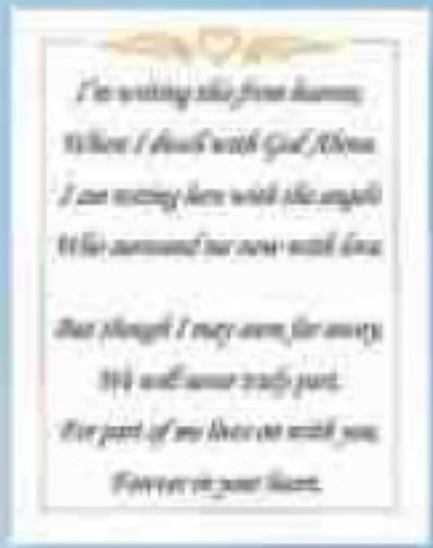 I'm writing this from heaven,
Where I dwell with God Above.
I am resting here with the angels
Who surround me now with love.
But though I may seem far away,
We will never truly part,
For part of me lives on with you,
Forever in your heart.